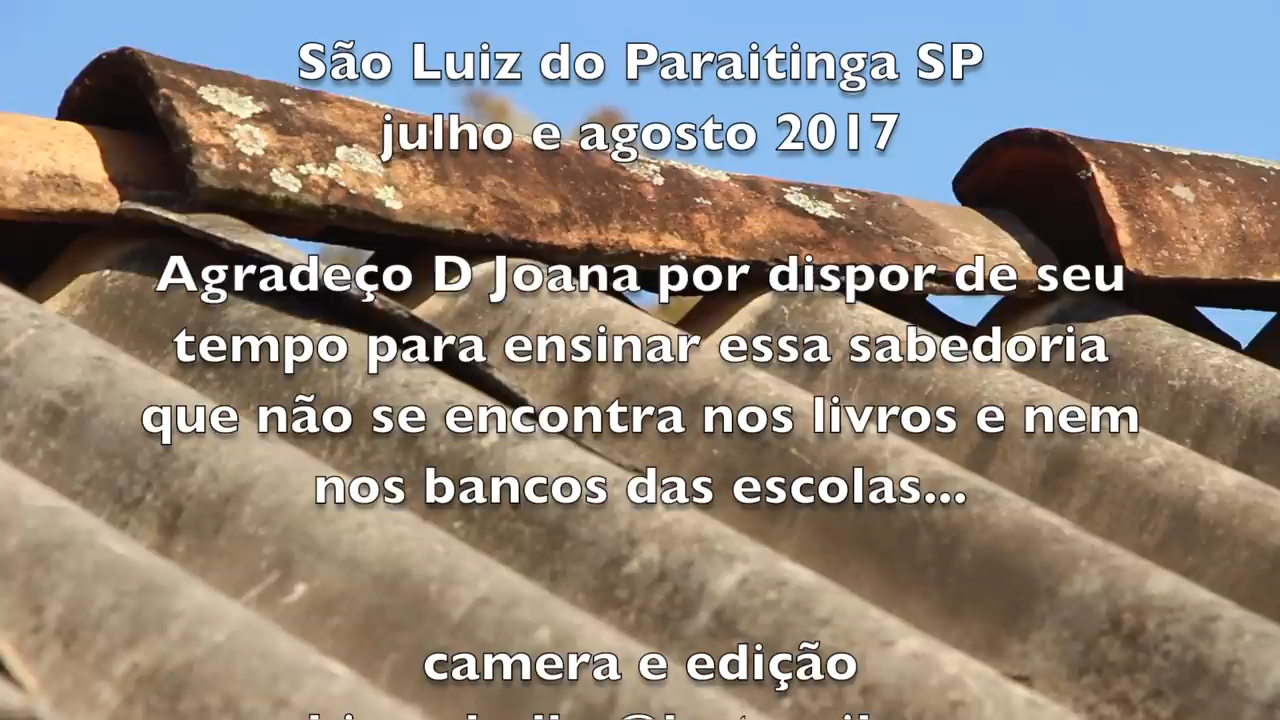 São Luiz do Paraitinga SP
julho e agosto 2017
Agradeço D Joana por dispor de seu
tempo para ensinar essa sabedoria
que não se encontra nos livros e nem
nos bancos das escolas...
camera e edição